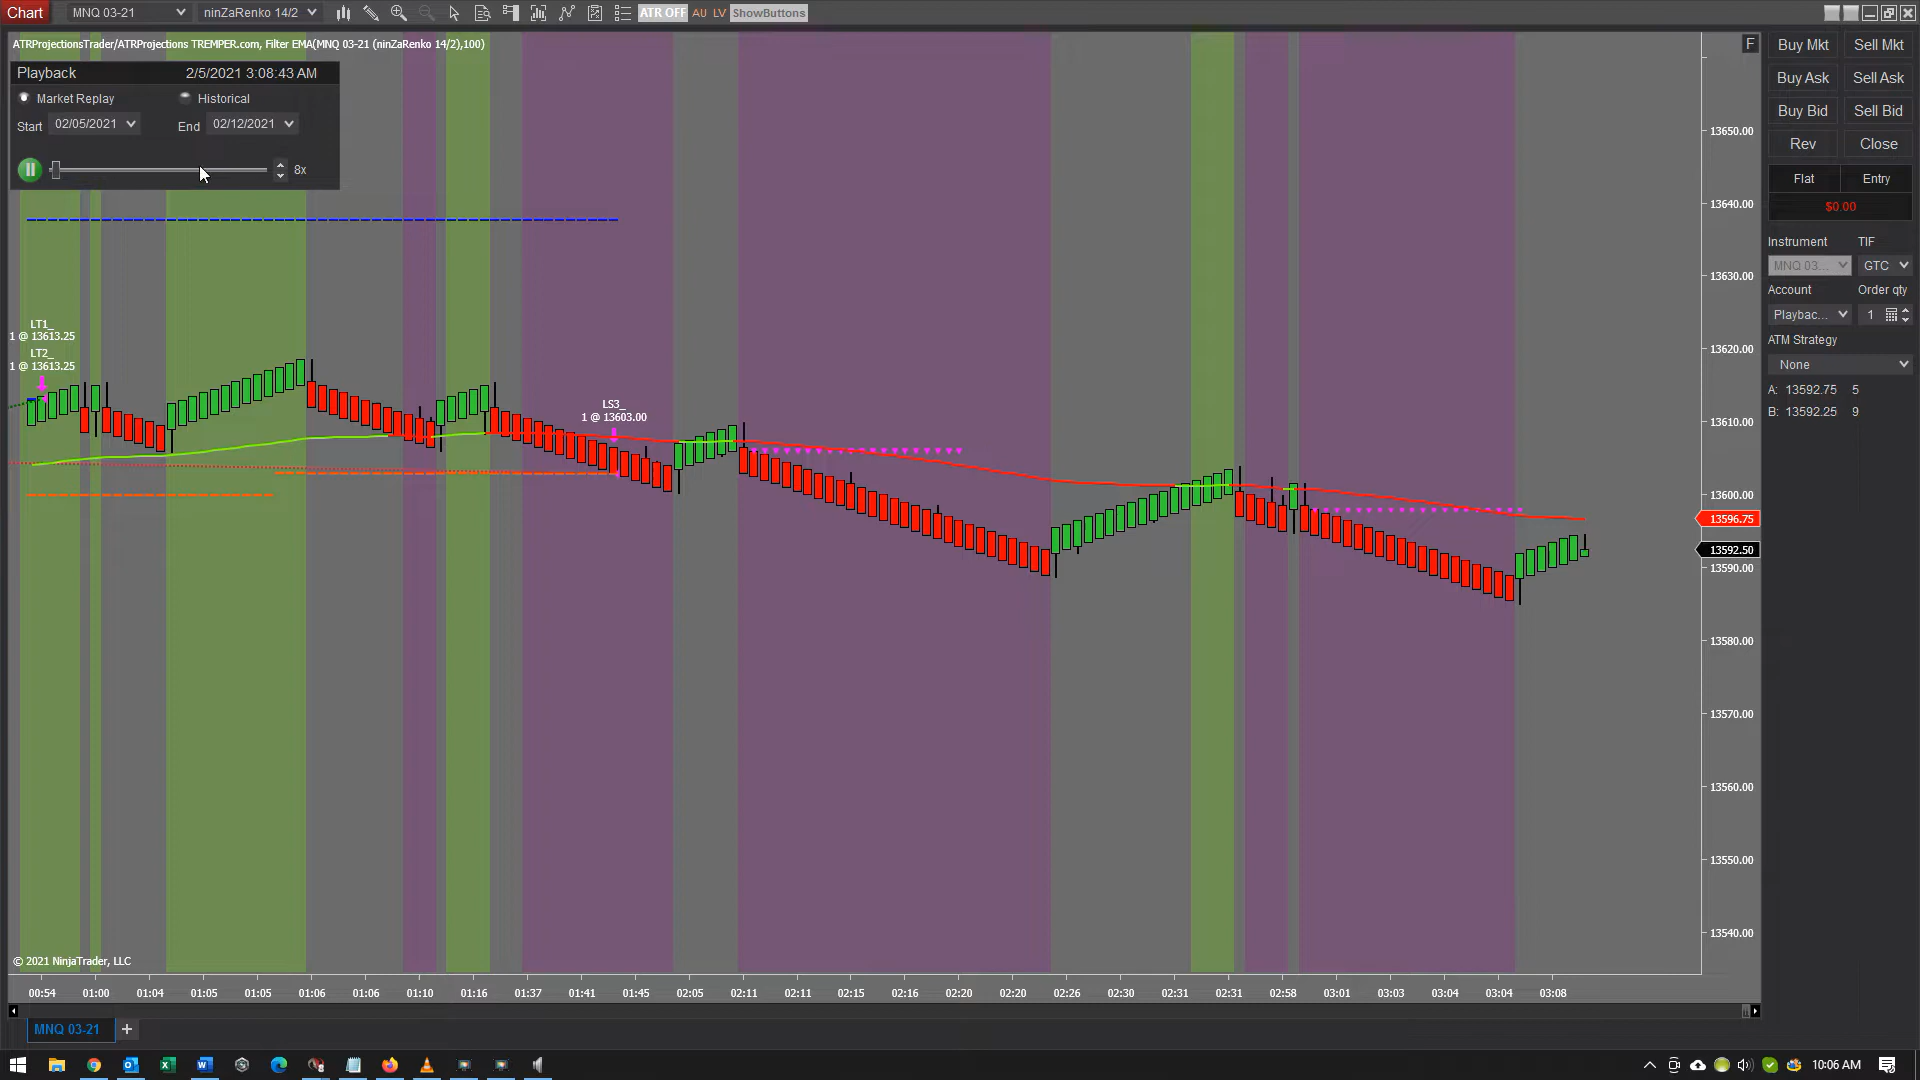 Chart MNQ 03-21 ninZaRenko 14/2 ATR OFF AU LV ShowButtons
ATRProjectionsTrader/ATRProjections TREMPER.com, Filter EMA(MNQ 03-21 (ninZaRenko 14/2),100)
F
Playback 2/5/2021 3:08:43 AM
Market Replay Historical
Start 02/05/2021 End 02/12/2021
8x
LT1_
1 @ 13613.25
LT2_
1 @ 13613.25
LS3_
1 @ 13603.00
13650.00
13640.00
13630.00
13620.00
13610.00
13600.00
13596.75
13592.50
13590.00
13580.00
13570.00
13560.00
13550.00
13540.00
© 2021 NinjaTrader, LLC
00:54 01:00 01:04 01:05 01:05 01:06 01:06 01:10 01:16 01:37 01:41 01:45 02:05 02:11 02:11 02:15 02:16 02:20 02:20 02:26 02:30 02:31 02:31 02:58 03:01 03:03 03:04 03:04 03:08
MNQ 03-21 +
Buy Mkt Sell Mkt
Buy Ask Sell Ask
Buy Bid Sell Bid
Rev Close
Flat Entry
$0.00
Instrument TIF
MNQ 03... GTC
Account Order qty
Playbac... 1
ATM Strategy
None
A: 13592.75 5
B: 13592.25 9
10:06 AM